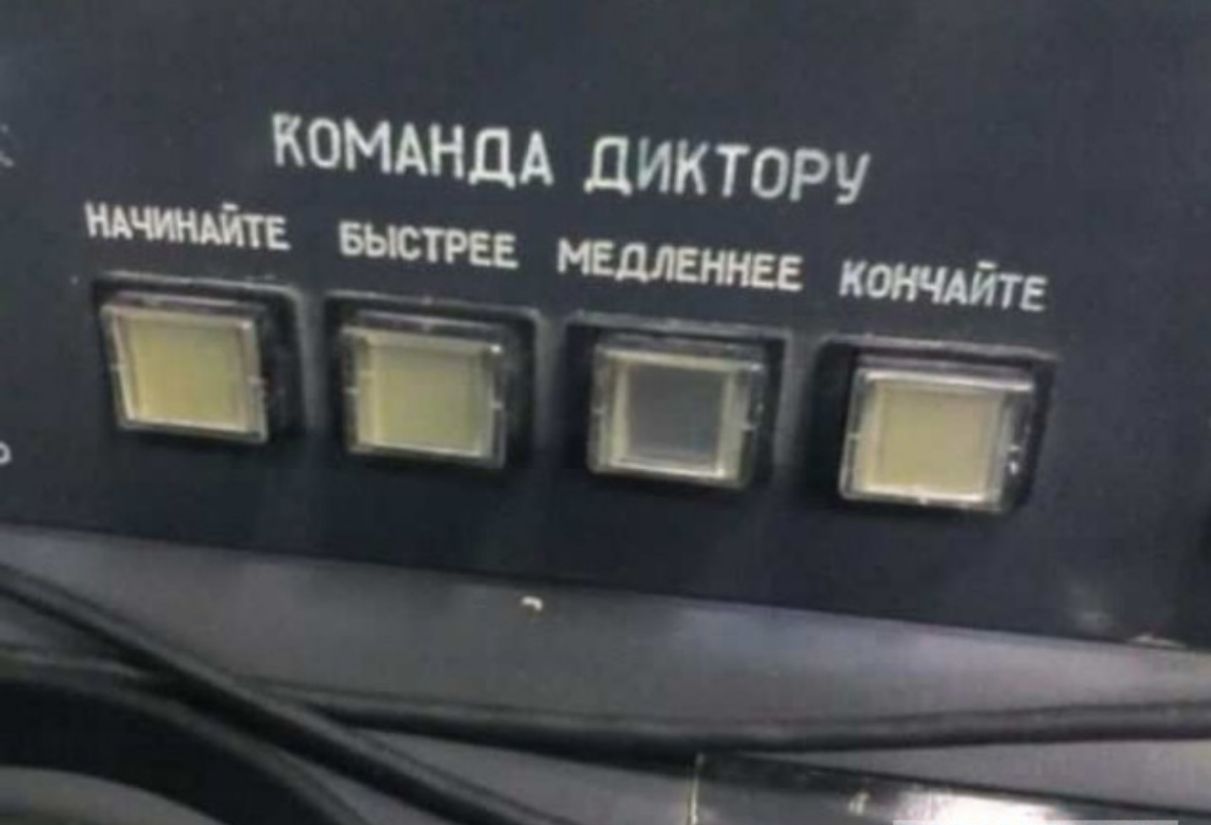 КОМАНДА ДИКТОРУ
НАЧИНАЙТЕ БЫСТРЕЕ МЕДЛЕННЕЕ КОНЧАЙТЕ